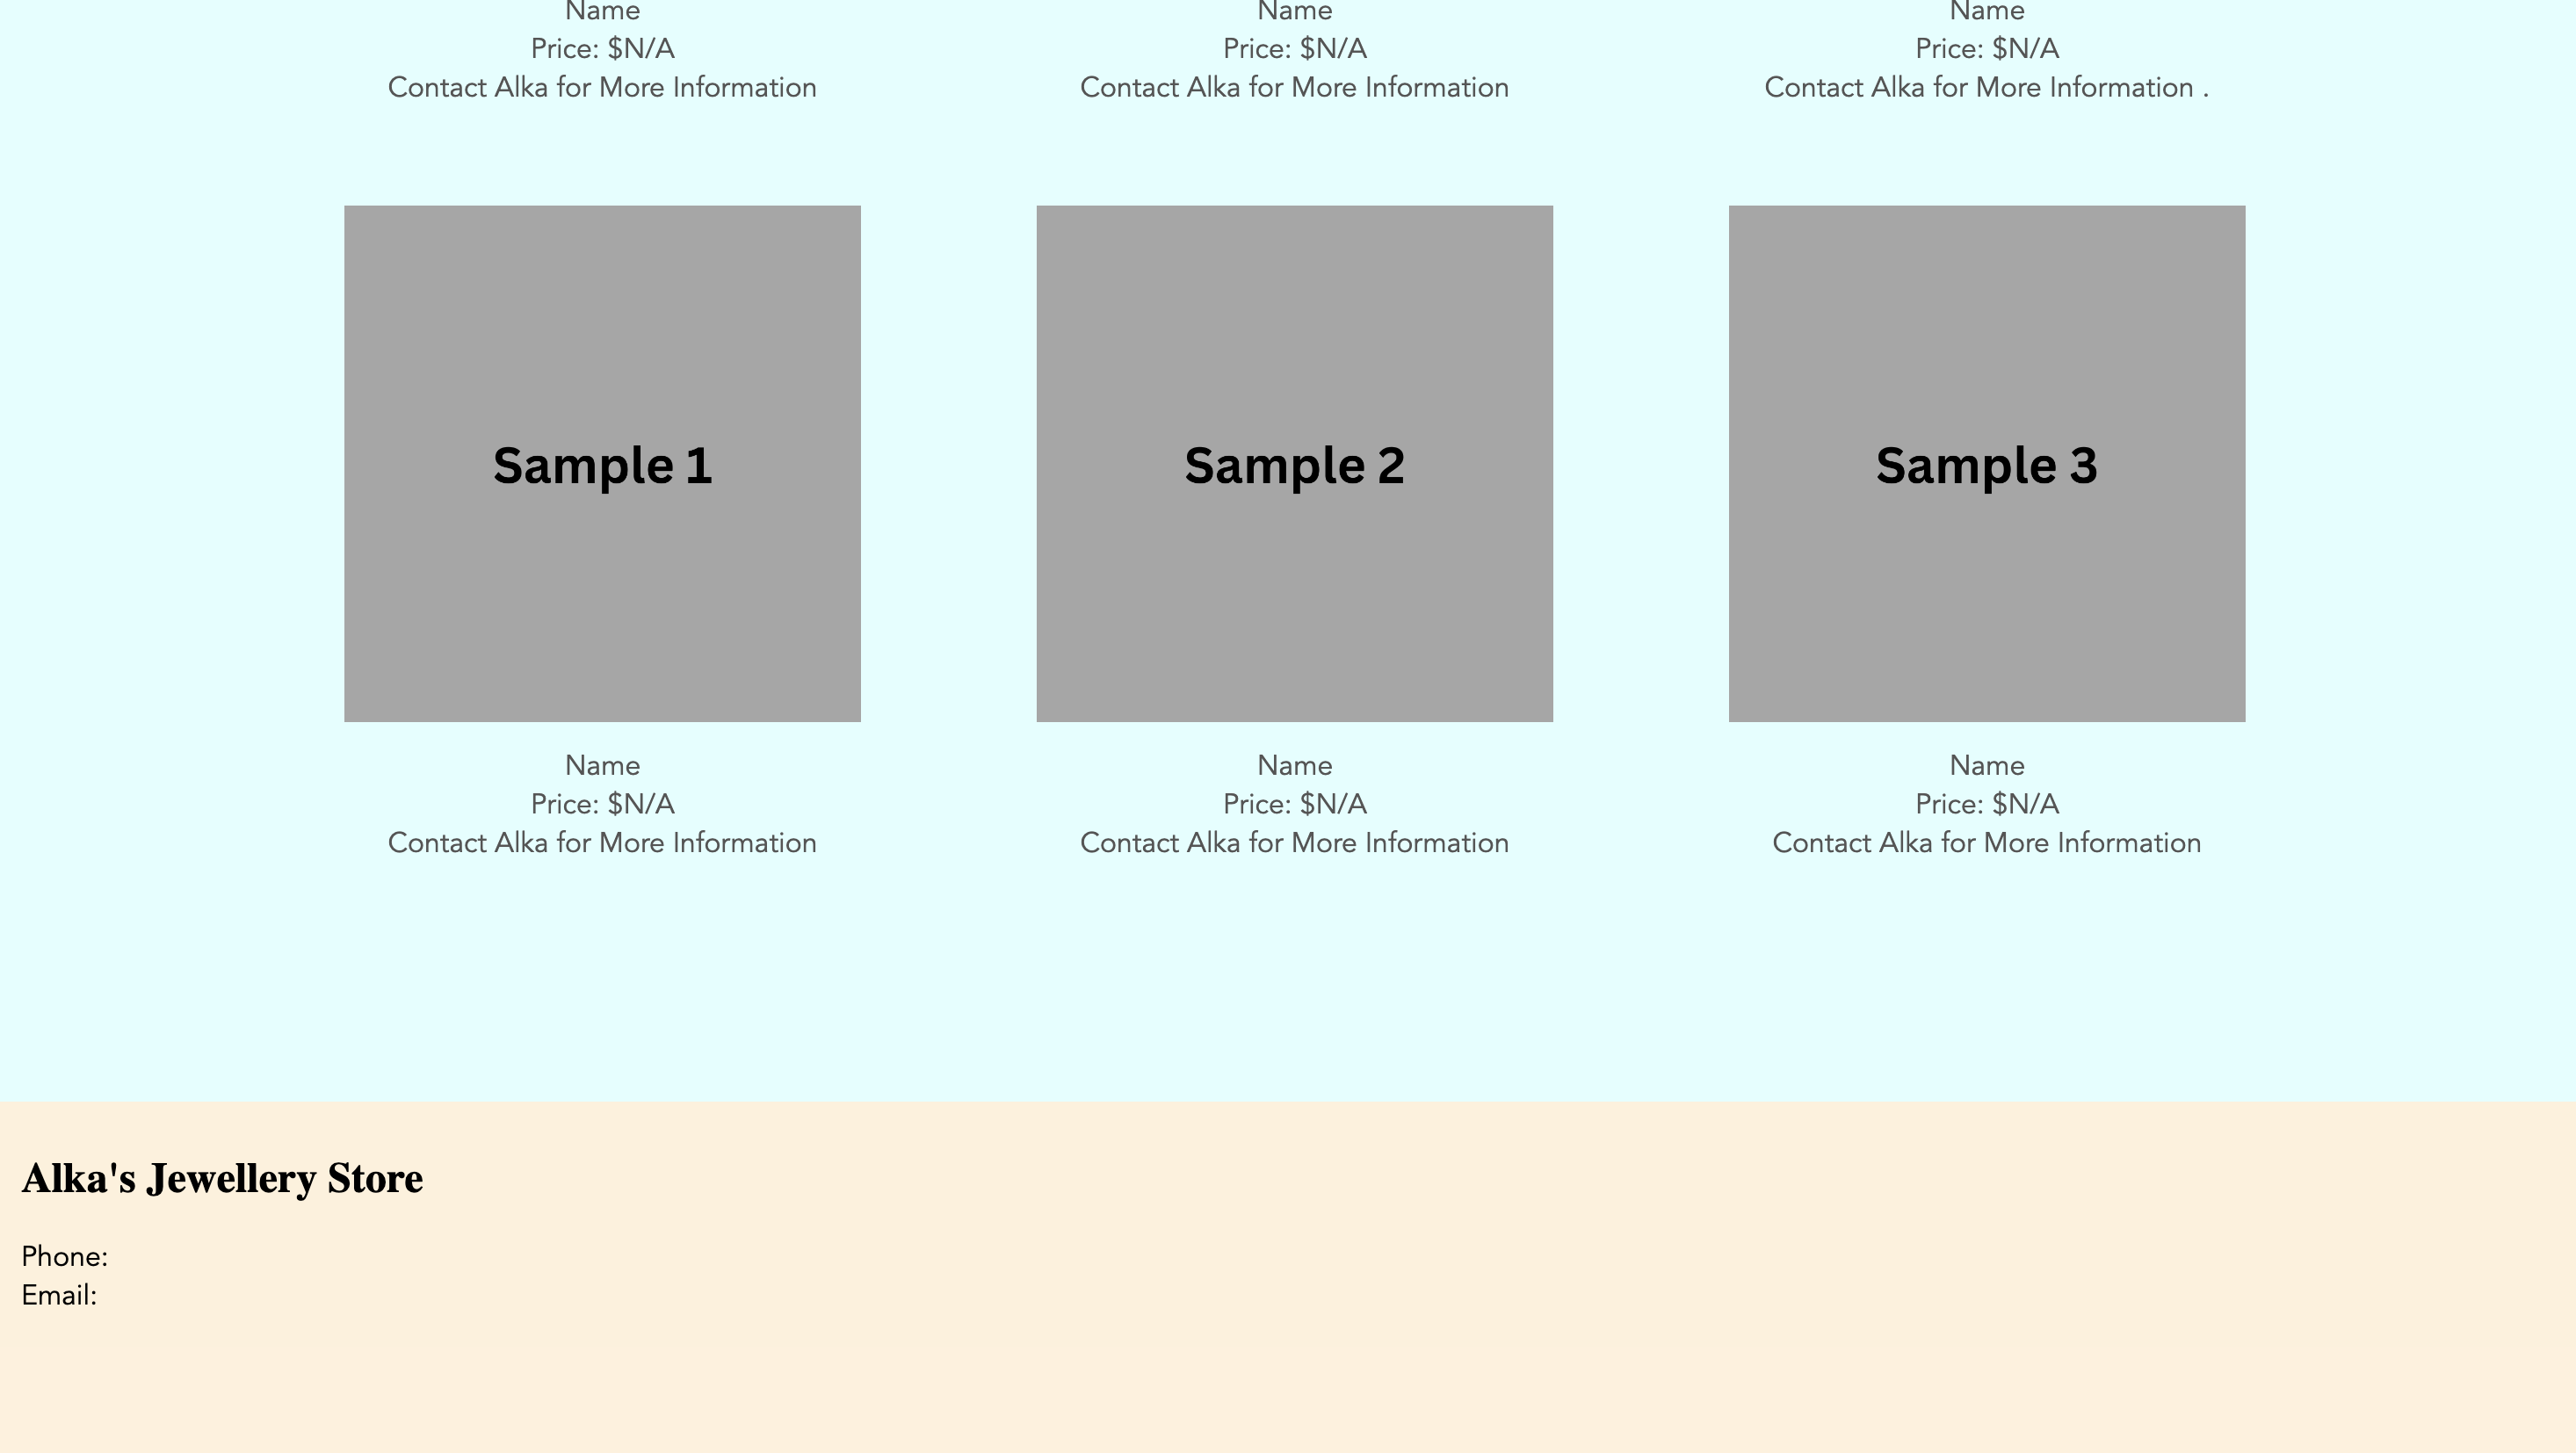 Name Name Name
Price: $N/A Price: $N/A Price: $N/A
Contact Alka for More Information Contact Alka for More Information Contact Alka for More Information .
Sample 1 Sample 2 Sample 3
Name Name Name
Price: $N/A Price: $N/A Price: $N/A
Contact Alka for More Information Contact Alka for More Information Contact Alka for More Information
Alka's Jewellery Store
Phone:
Email: